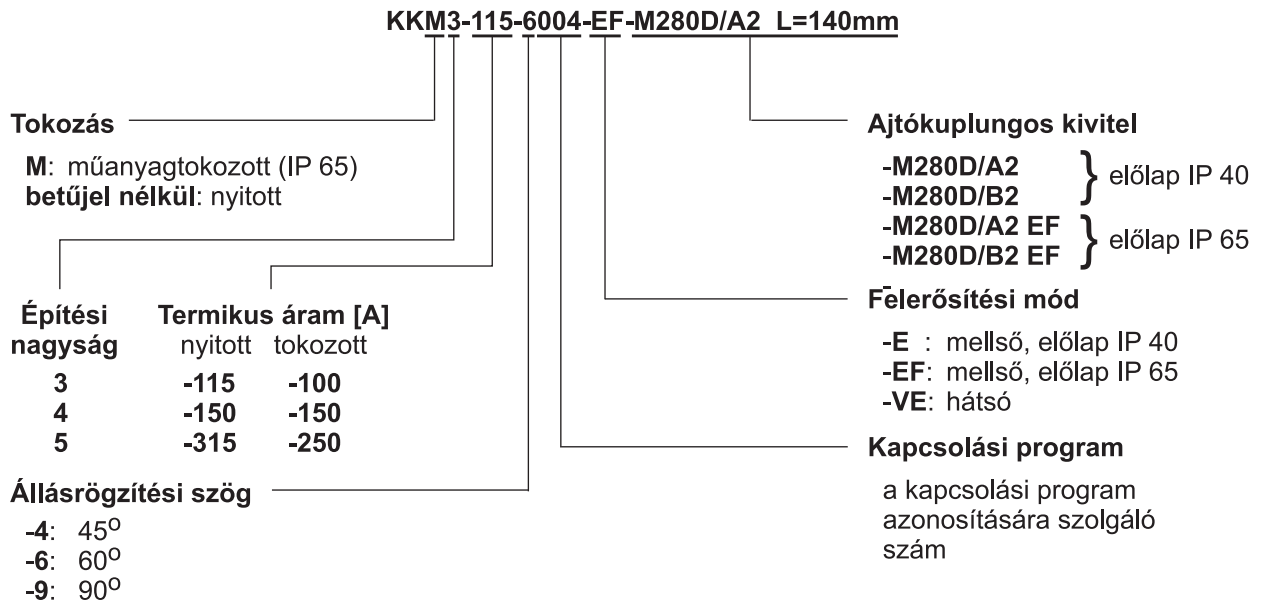 KKM3-115-6004-EF-M280D/A2 L=140mm
Tokozás
M: műanyagtokozott (IP 65)
betűjel nélkül: nyitott
Építési nagyság
Termikus áram [A]
nyitott tokozott
3 -115 -100
4 -150 -150
5 -315 -250
Állásrögzítési szög
-4: 45º
-6: 60º
-9: 90º
Ajtókuplungos kivitel
-M280D/A2
-M280D/B2
} előlap IP 40
-M280D/A2 EF
-M280D/B2 EF
} előlap IP 65
-
Felerősítési mód
-E : mellső, előlap IP 40
-EF: mellső, előlap IP 65
-VE: hátsó
Kapcsolási program
a kapcsolási program
azonosítására szolgáló
szám